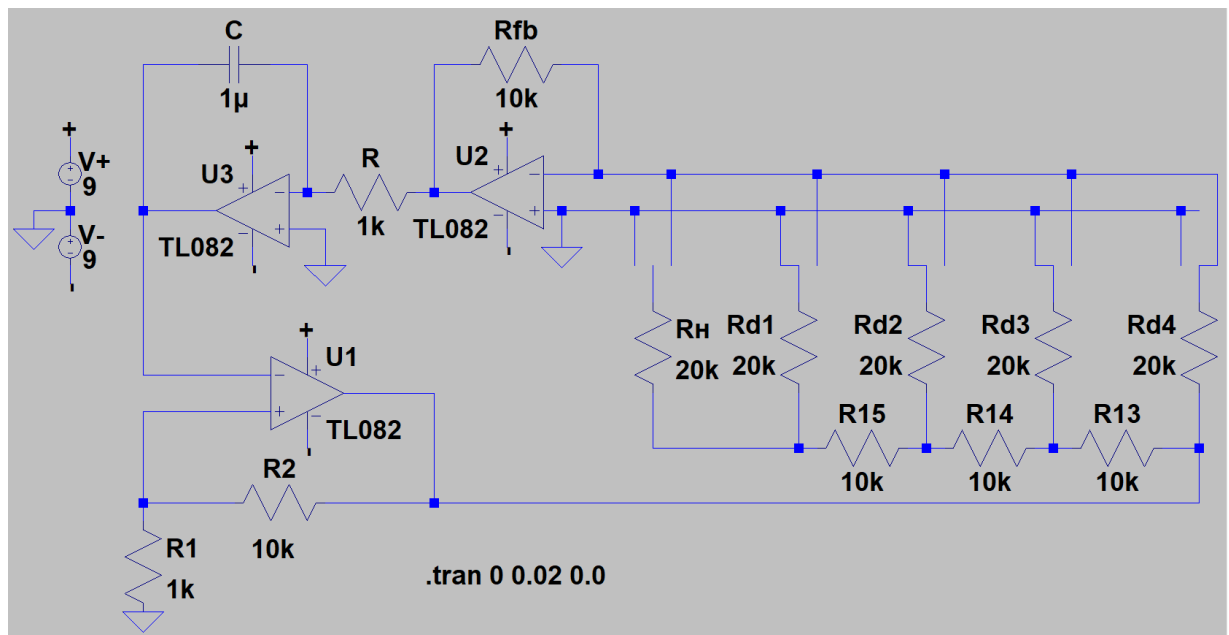 C
1µ
Rfb
10k
V+
9
V-
9
U3
TL082
R
1k
U2
TL082
Rн
20k
Rd1
20k
Rd2
20k
Rd3
20k
Rd4
20k
U1
TL082
R15
10k
R14
10k
R13
10k
R2
10k
R1
1k
.tran 0 0.02 0.0